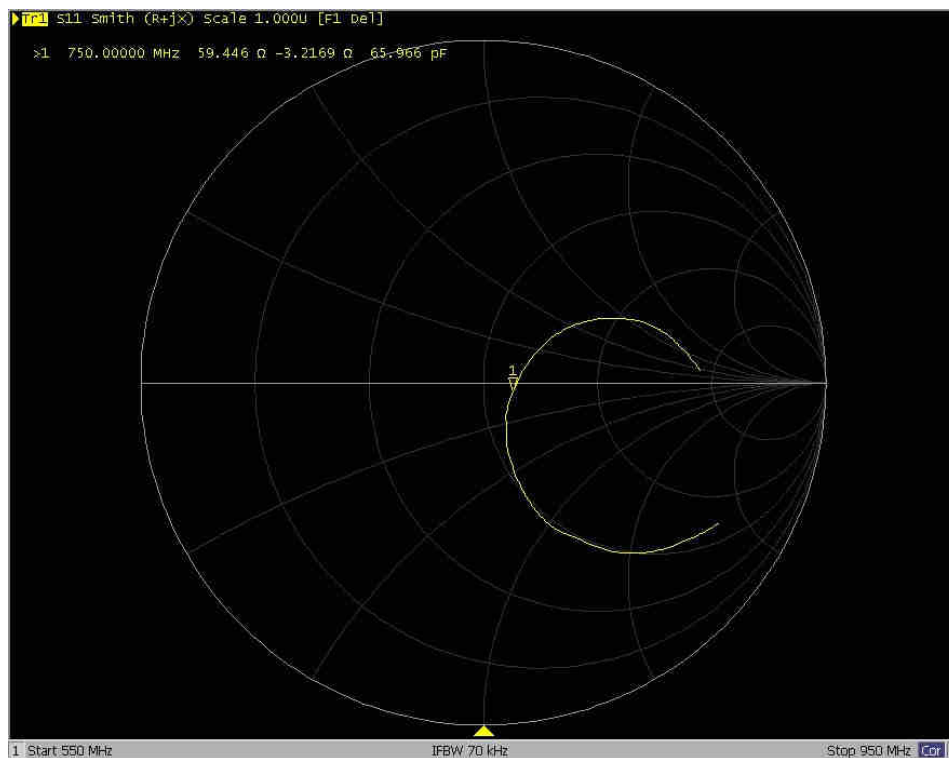 Tr1 S11 Smith (R+jX) Scale 1.000U [F1 Del]
>1 750.00000 MHz 59.446 Ω -3.2169 Ω 65.966 pF
1
1 Start 550 MHz IFBW 70 kHz Stop 950 MHz Cor